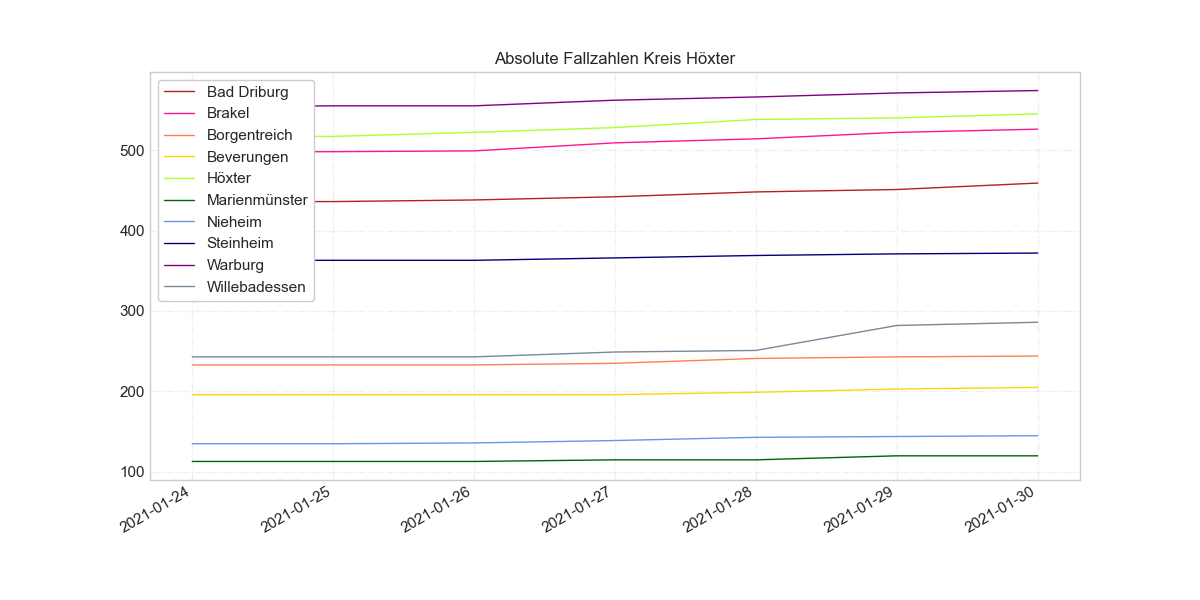 Absolute Fallzahlen Kreis Höxter
Bad Driburg
Brakel
Borgentreich
Beverungen
Höxter
Marienmünster
Nieheim
Steinheim
Warburg
Willebadessen
500
400
300
200
100
2021-01-24
2021-01-25
2021-01-26
2021-01-27
2021-01-28
2021-01-29
2021-01-30